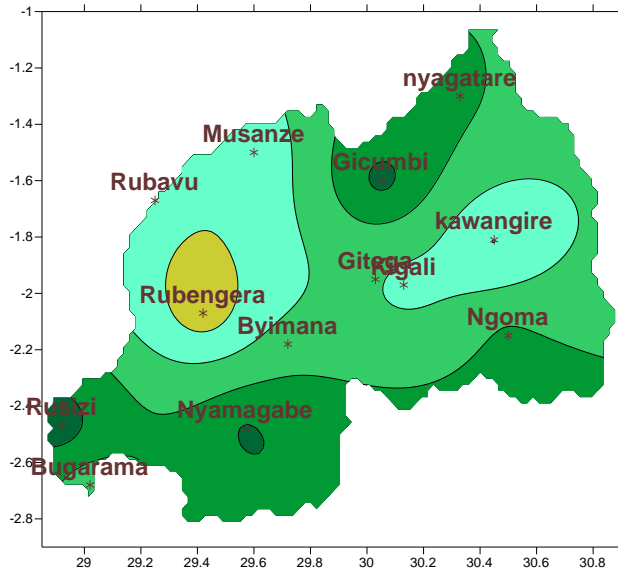 -1
-1.2
-1.4
-1.6
-1.8
-2
-2.2
-2.4
-2.6
-2.8
nyagatare
Musanze
Gicumbi
Rubavu
kawangire
Gitega
Kigali
Rubengera
Byimana
Ngoma
Rusizi
Nyamagabe
Bugarama
29 29.2 29.4 29.6 29.8 30 30.2 30.4 30.6 30.8